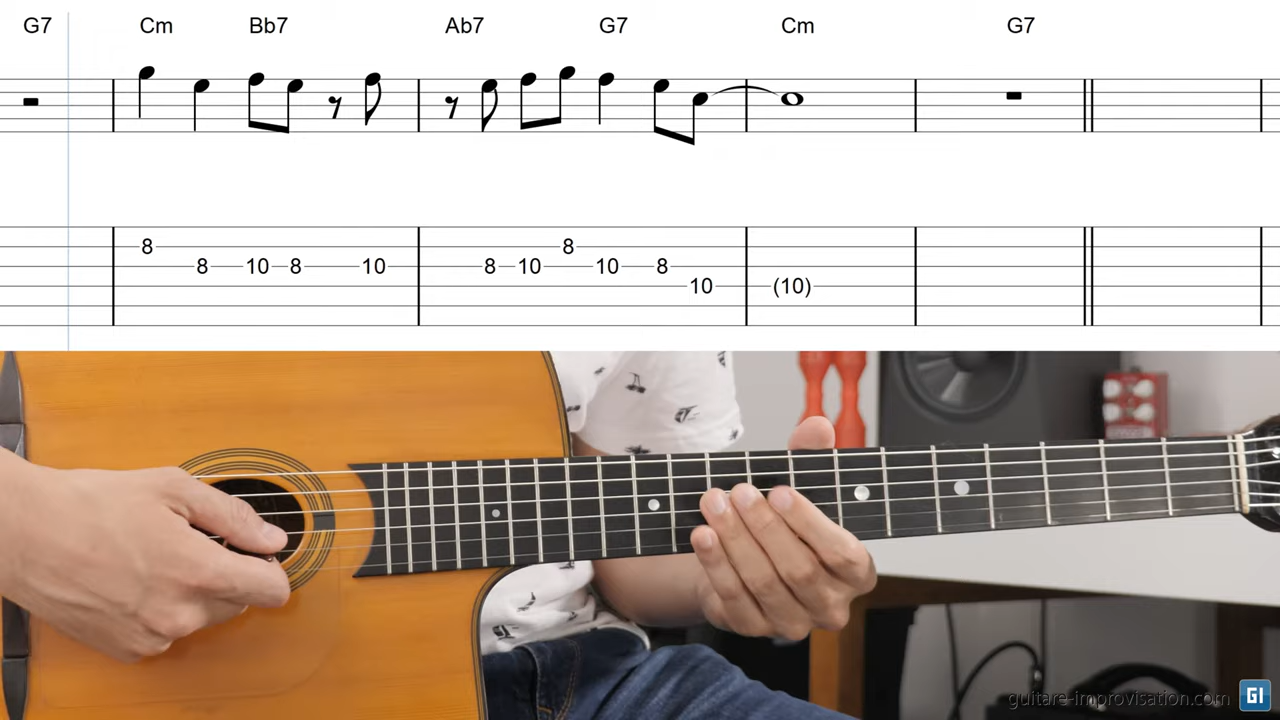 G7 Cm Bb7 Ab7 G7 Cm G7
8 8
8 10 8 10 8 10 10 8
10 (10)
guitare-improvisation.com GI